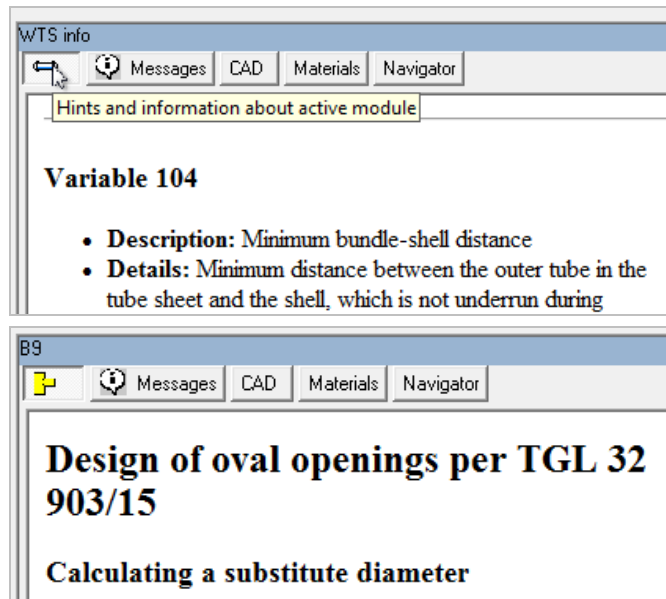 WTS info
Messages CAD Materials Navigator
Hints and information about active module
Variable 104
• Description: Minimum bundle-shell distance
• Details: Minimum distance between the outer tube in the
tube sheet and the shell, which is not underrun during
B9
Messages CAD Materials Navigator
Design of oval openings per TGL 32
903/15
Calculating a substitute diameter